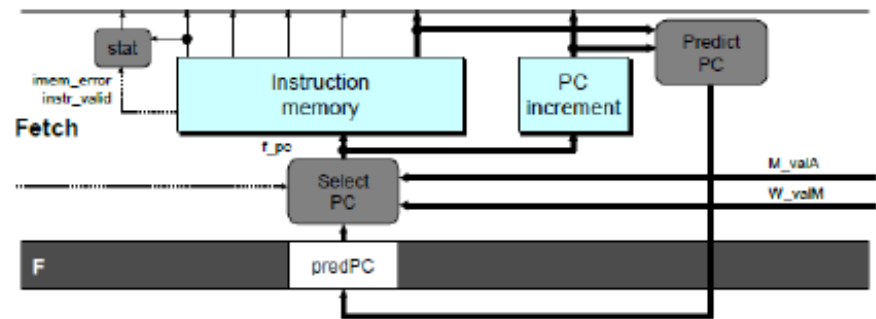 stat
Predict
PC
imem_error
instr_valid
Instruction
memory
PC
increment
Fetch
f_pc
M_valA
Select
PC
W_valM
F
predPC